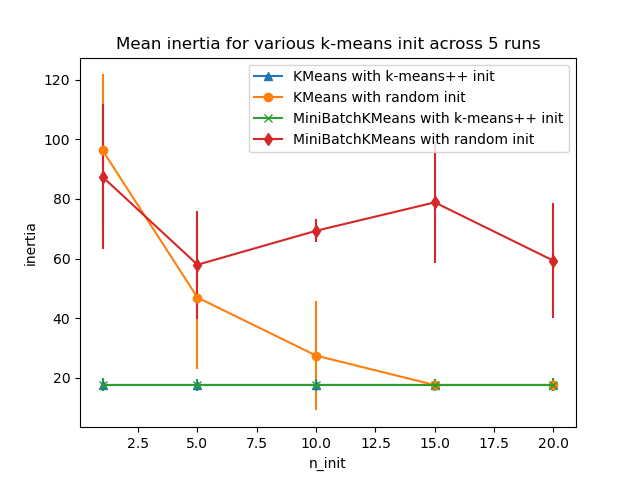 Mean inertia for various k-means init across 5 runs
KMeans with k-means++ init
KMeans with random init
MiniBatchKMeans with k-means++ init
MiniBatchKMeans with random init
inertia
120
100
80
60
40
20
2.5 5.0 7.5 10.0 12.5 15.0 17.5 20.0
n_init